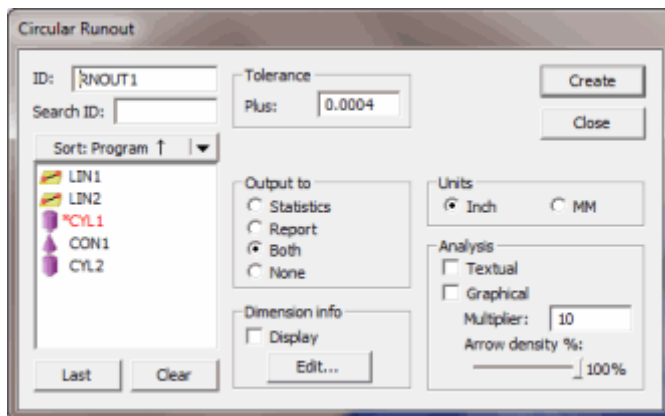 Circular Runout
ID: RNOUT1
Search ID:
Sort: Program ↑
LIN1
LIN2
*CYL1
CON1
CYL2
Last Clear
Tolerance
Plus: 0.0004
Output to
Statistics
Report
Both
None
Dimension info
Display
Edit...
Create
Close
Units
Inch MM
Analysis
Textual
Graphical
Multiplier: 10
Arrow density %:
100%